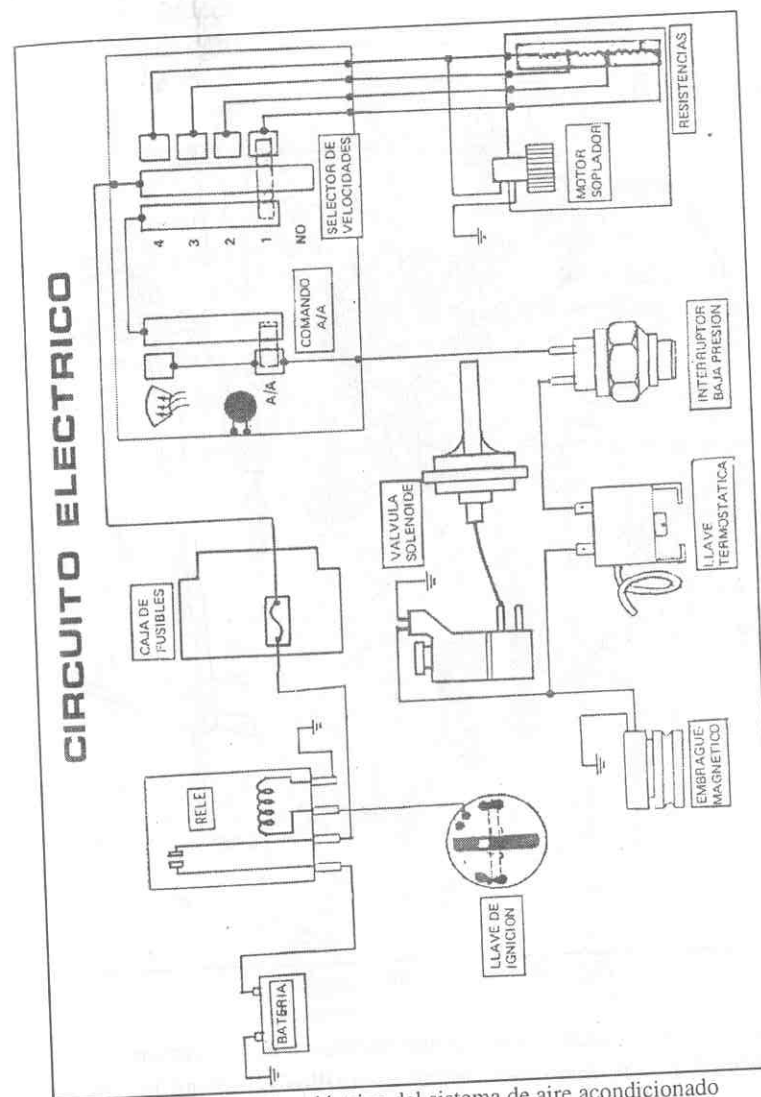 CIRCUITO ELECTRICO
BATERIA
RELE
LLAVE DE
IGNICION
CAJA DE
FUSIBLES
A/A
COMANDO
A/A
4
3
2
1
NO
SELECTOR DE
VELOCIDADES
VALVULA
SOLENOIDE
EMBRAGUE
MAGNETICO
LLAVE
TERMOSTATICA
INTERRUPTOR
BAJA PRESION
MOTOR
SOPLADOR
RESISTENCIAS
del sistema de aire acondicionado